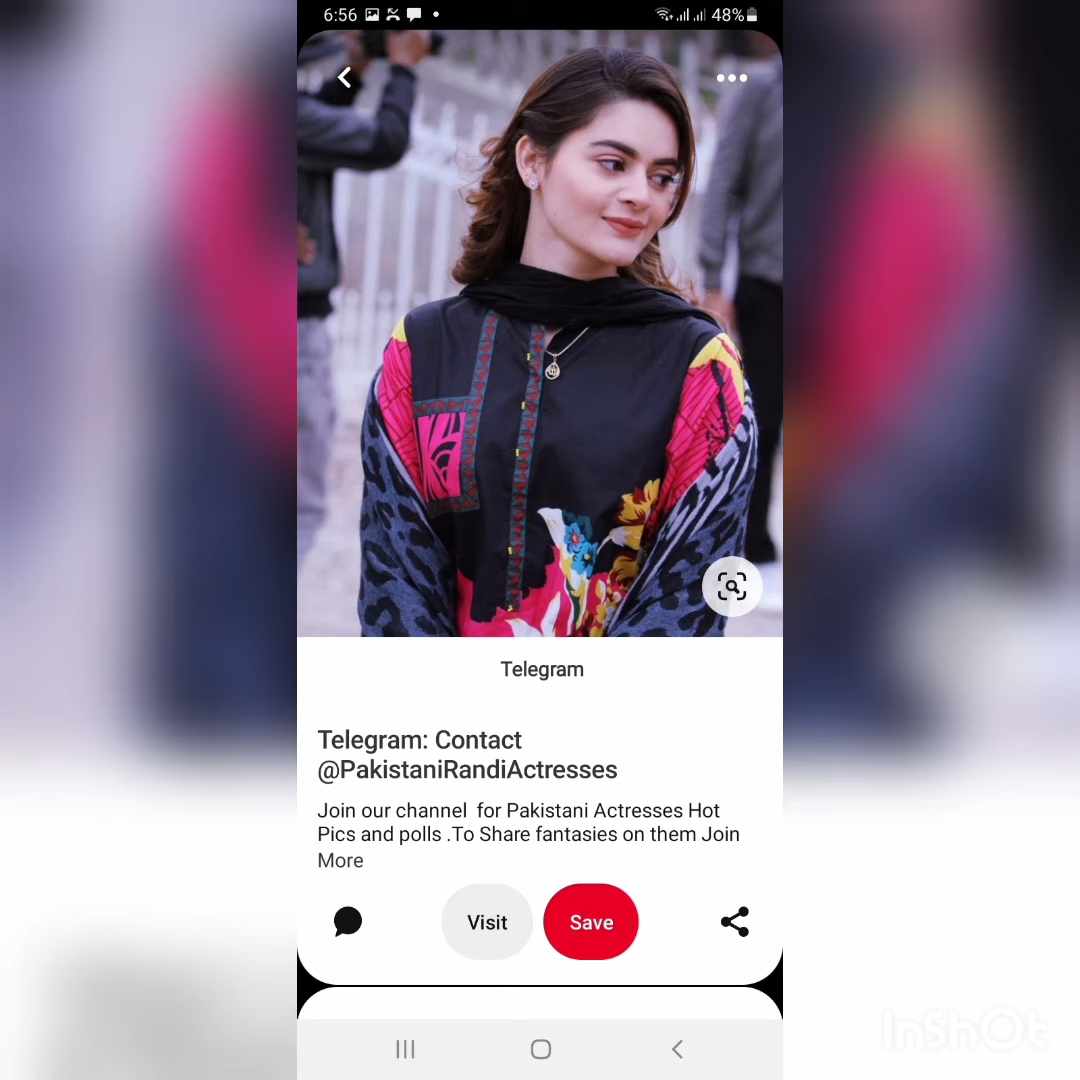 6:56 48%
Telegram
Telegram: Contact
@PakistaniRandiActresses
Join our channel for Pakistani Actresses Hot
Pics and polls .To Share fantasies on them Join
More
Visit Save
InShOt